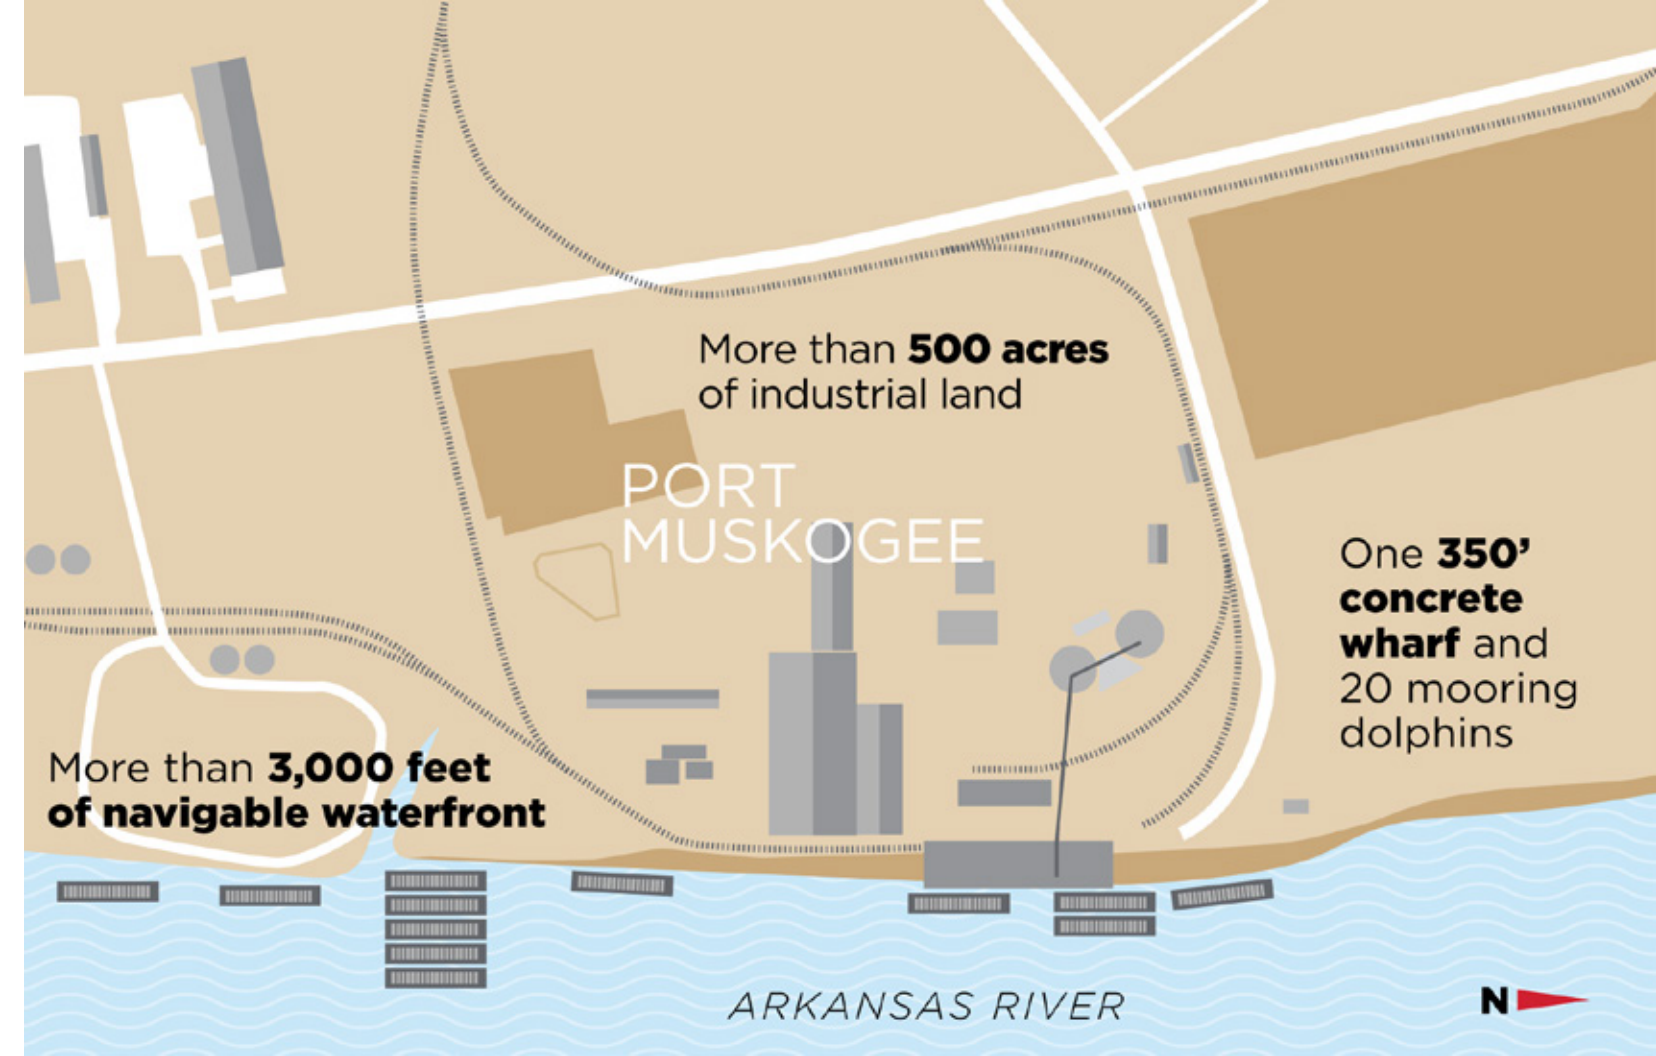 More than 500 acres
of industrial land
PORT
MUSKOGEE
One 350’
concrete
wharf and
20 mooring
dolphins
More than 3,000 feet
of navigable waterfront
ARKANSAS RIVER
N